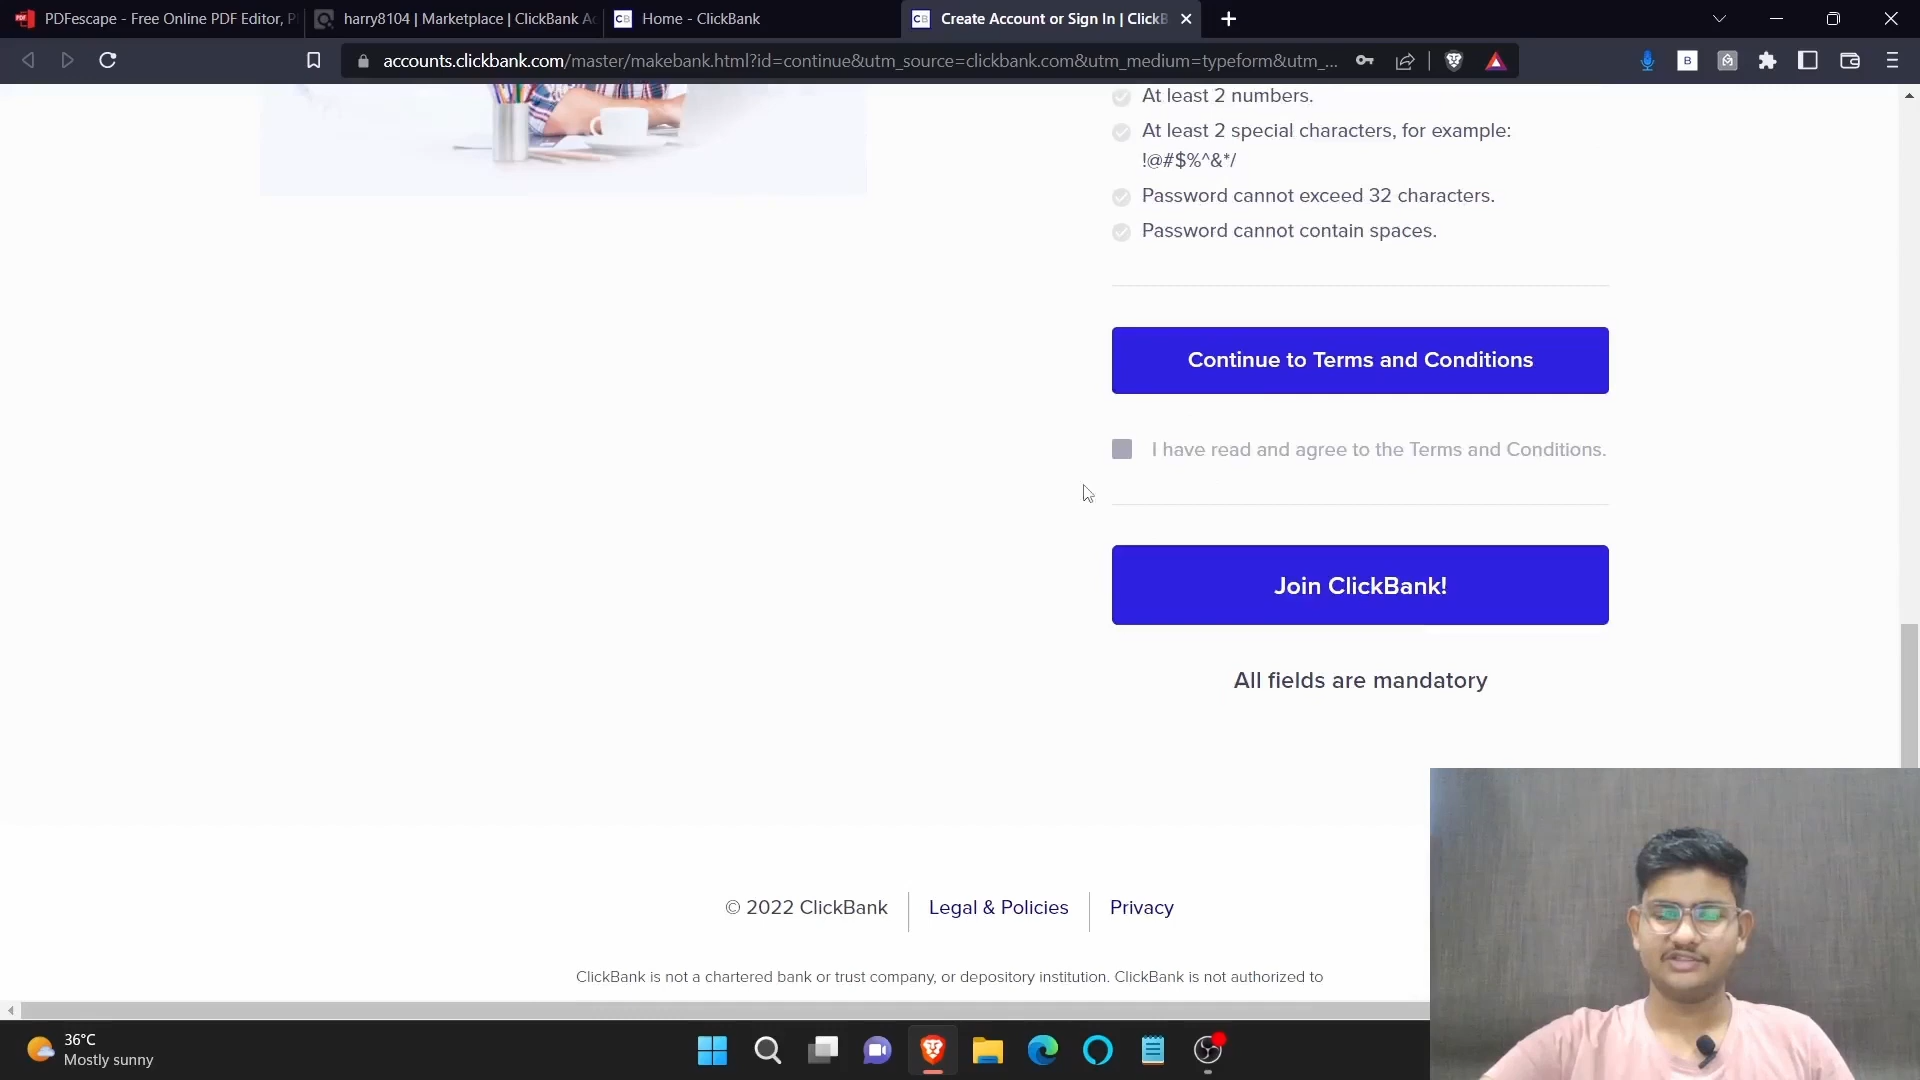 PDFescape - Free Online PDF Editor, P
harry8104 | Marketplace | ClickBank Ac
CB Home - ClickBank
CB Create Account or Sign In | ClickB
accounts.clickbank.com/master/makebank.html?id=continue&utm_source=clickbank.com&utm_medium=typeform&utm_...
B
At least 2 numbers.
At least 2 special characters, for example:
!@#$%^&*/
Password cannot exceed 32 characters.
Password cannot contain spaces.
Continue to Terms and Conditions
I have read and agree to the Terms and Conditions.
Join ClickBank!
All fields are mandatory
© 2022 ClickBank
Legal & Policies
Privacy
ClickBank is not a chartered bank or trust company, or depository institution. ClickBank is not authorized to
36°C
Mostly sunny